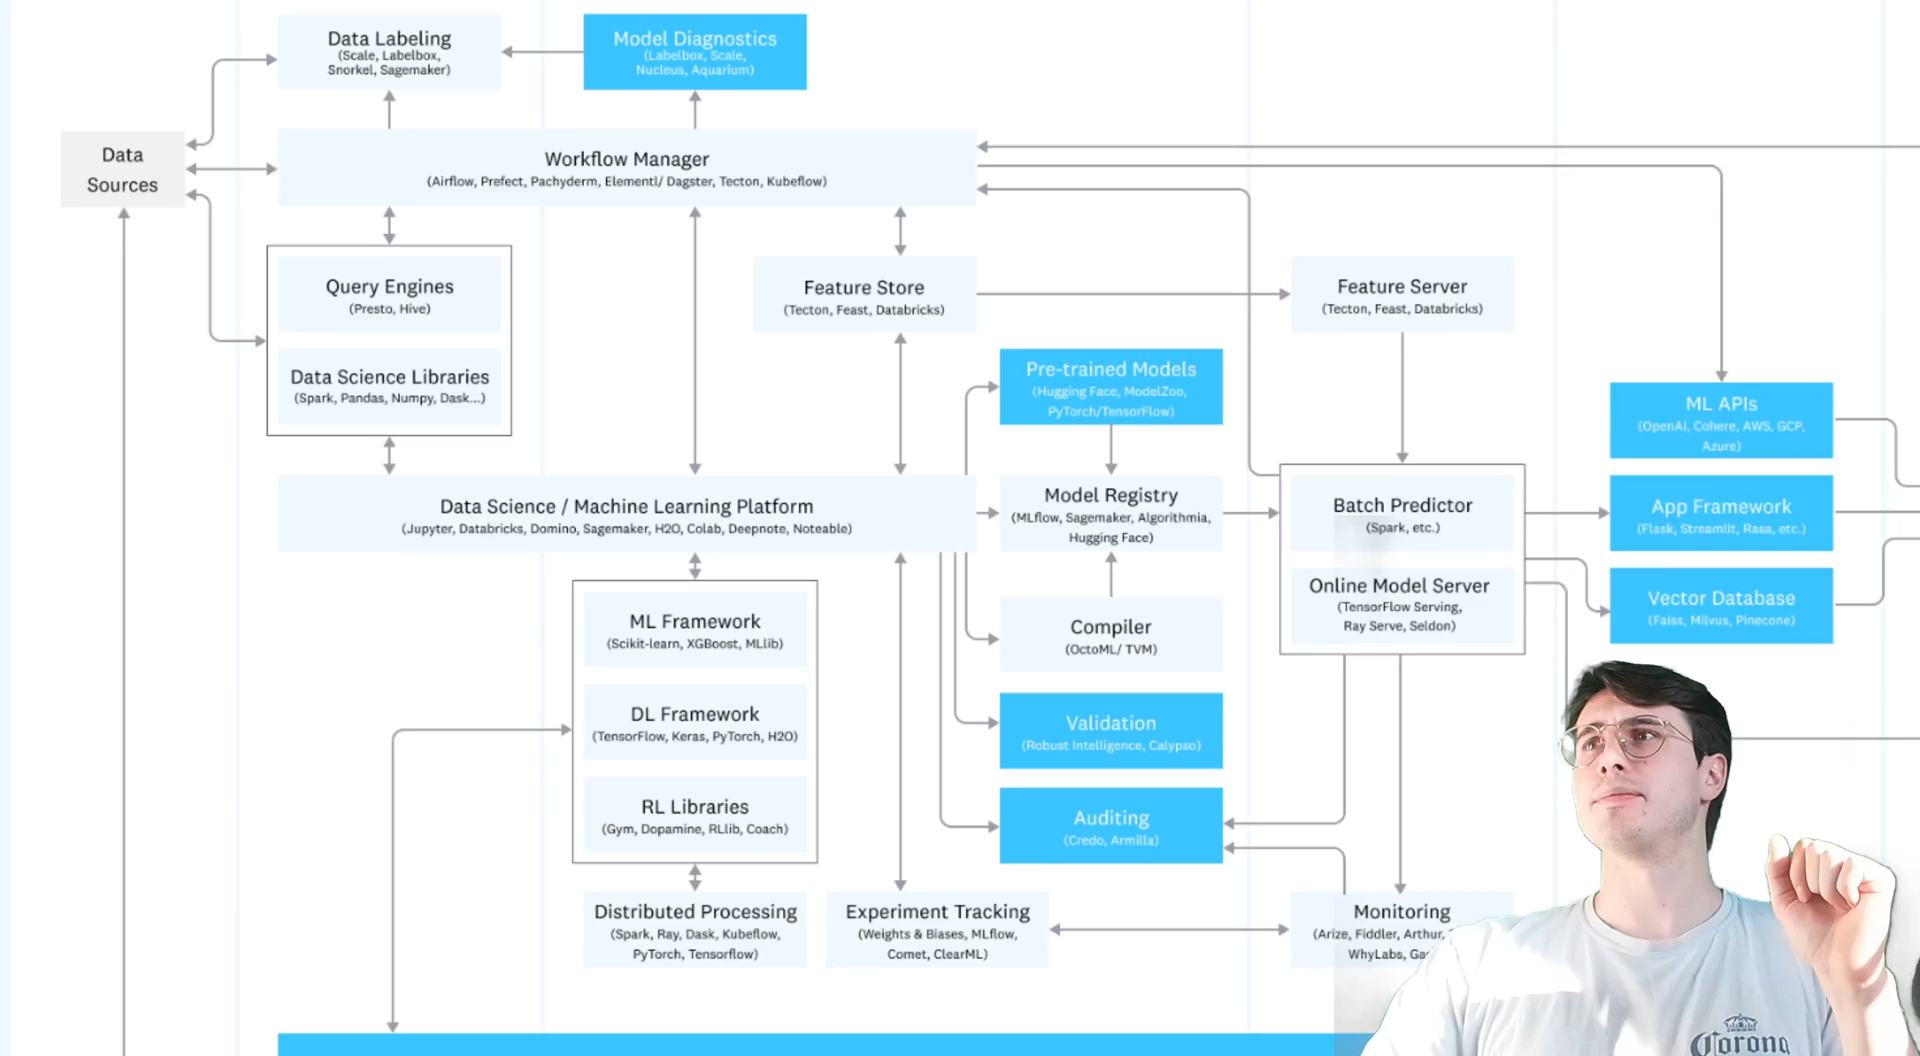 Data Labeling
(Scale, Labelbox,
Snorkel, Sagemaker)
Model Diagnostics
(Labelbox, Scale,
Nucleus, Aquarium)
Data
Sources
Workflow Manager
(Airflow, Prefect, Pachyderm, Elementl/ Dagster, Tecton, Kubeflow)
Query Engines
(Presto, Hive)
Data Science Libraries
(Spark, Pandas, Numpy, Dask...)
Feature Store
(Tecton, Feast, Databricks)
Feature Server
(Tecton, Feast, Databricks)
Pre-trained Models
(Hugging Face, ModelZoo,
PyTorch/TensorFlow)
ML APIs
(OpenAI, Cohere, AWS, GCP,
Azure)
Data Science / Machine Learning Platform
(Jupyter, Databricks, Domino, Sagemaker, H2O, Colab, Deepnote, Noteable)
Model Registry
(MLflow, Sagemaker, Algorithmia,
Hugging Face)
Batch Predictor
(Spark, etc.)
App Framework
(Flask, Streamlit, Rasa, etc.)
Online Model Server
(TensorFlow Serving,
Ray Serve, Seldon)
Vector Database
(Faiss, Milvus, Pinecone)
ML Framework
(Scikit-learn, XGBoost, MLlib)
Compiler
(OctoML/ TVM)
DL Framework
(TensorFlow, Keras, PyTorch, H2O)
Validation
(Robust Intelligence, Calypso)
RL Libraries
(Gym, Dopamine, RLlib, Coach)
Auditing
(Credo, Armilla)
Distributed Processing
(Spark, Ray, Dask, Kubeflow,
PyTorch, Tensorflow)
Experiment Tracking
(Weights & Biases, MLflow,
Comet, ClearML)
Monitoring
(Arize, Fiddler, Arthur,
WhyLabs,
Corona